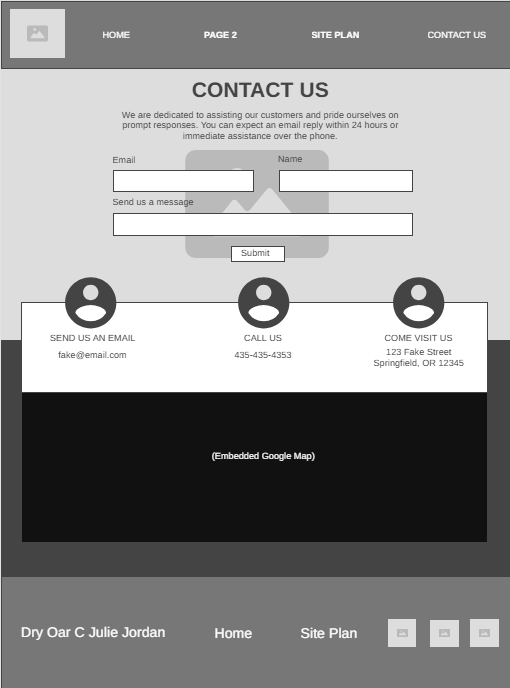 HOME PAGE 2 SITE PLAN CONTACT US
CONTACT US
We are dedicated to assisting our customers and pride ourselves on
prompt responses. You can expect an email reply within 24 hours or
immediate assistance over the phone.
Email Name
Send us a message
Submit
SEND US AN EMAIL CALL US COME VISIT US
fake@email.com 435-435-4353 123 Fake Street
Springfield, OR 12345
(Embedded Google Map)
Dry Oar C Julie Jordan Home Site Plan